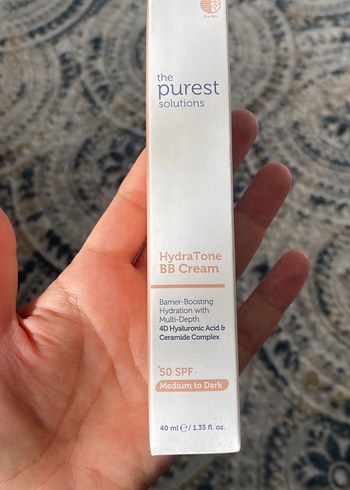 the
purest
solutions
HydraTone
BB Cream
Barrier-Boosting
Hydration with
Multi-Depth
4D Hyaluronic Acid &
Ceramide Complex
50 SPF
Medium to Dark
40 ml ℮ / 1.35 fl. oz.